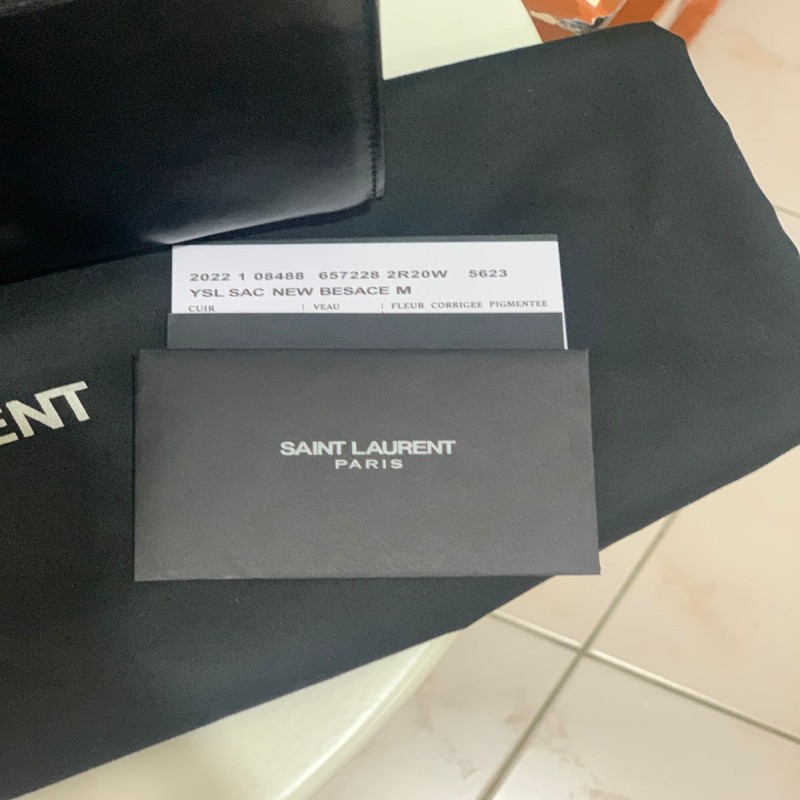 2022 1 08488 657228 2R20W 5623
YSL SAC NEW BESACE M
CUIR | VEAU | FLEUR CORRIGEE PIGMENTEE
ENT
SAINT LAURENT
PARIS